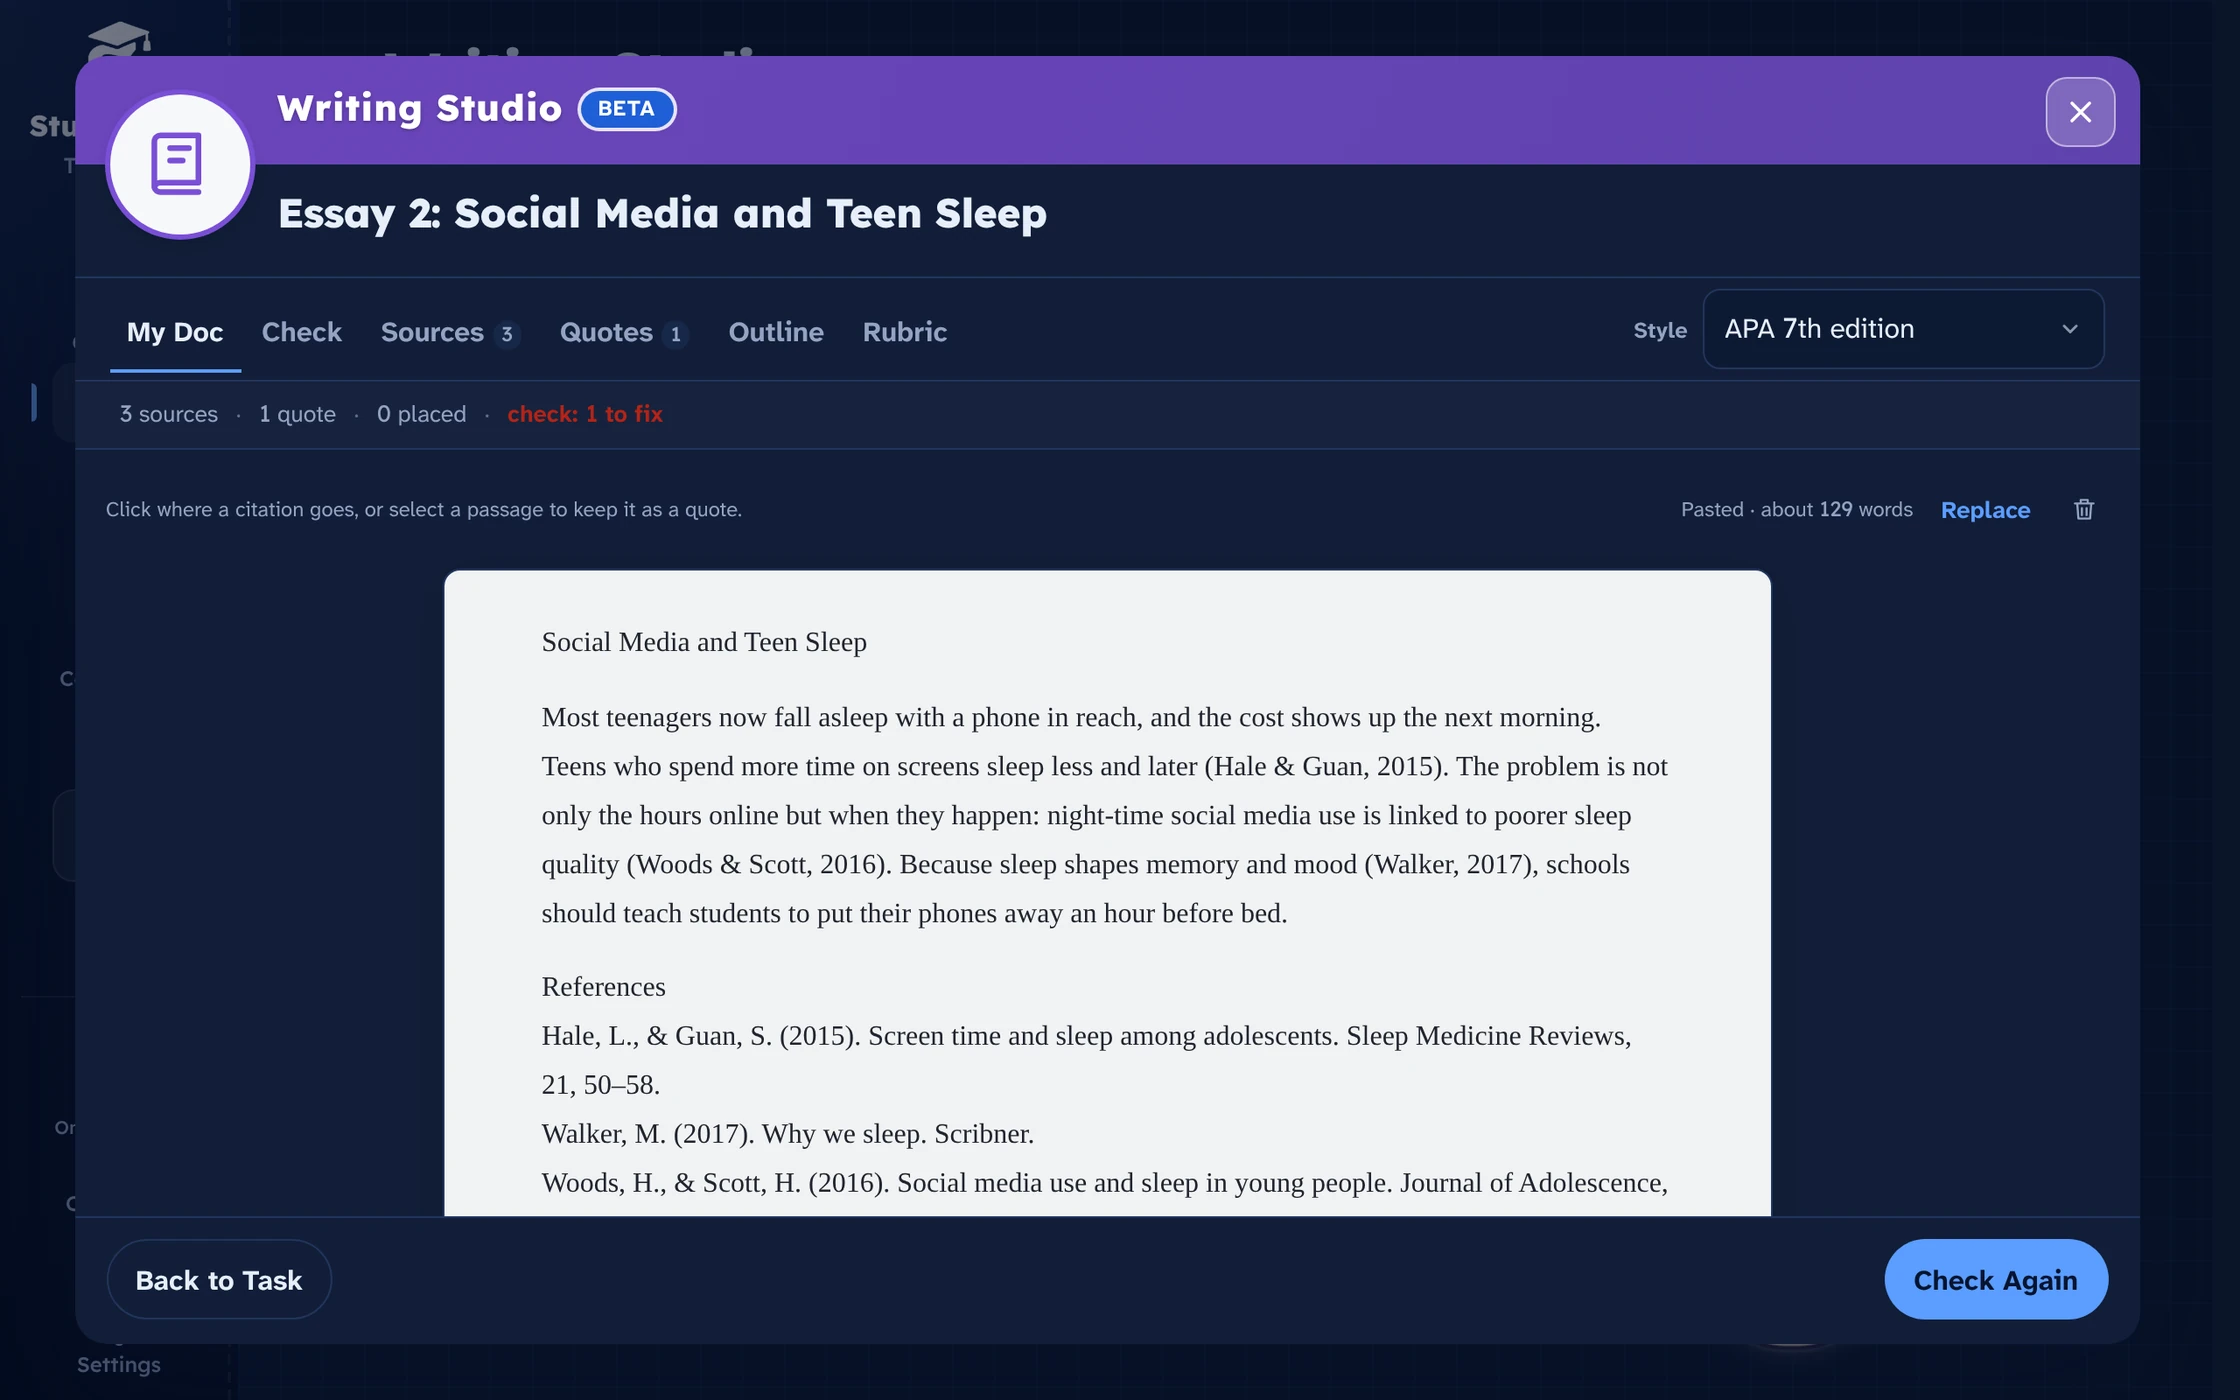 Stu
T
Writing Studio BETA
Essay 2: Social Media and Teen Sleep
My Doc Check Sources 3 Quotes 1 Outline Rubric Style APA 7th edition
3 sources · 1 quote · 0 placed · check: 1 to fix
Click where a citation goes, or select a passage to keep it as a quote. Pasted · about 129 words Replace
Social Media and Teen Sleep
Most teenagers now fall asleep with a phone in reach, and the cost shows up the next morning.
Teens who spend more time on screens sleep less and later (Hale & Guan, 2015). The problem is not
only the hours online but when they happen: night-time social media use is linked to poorer sleep
quality (Woods & Scott, 2016). Because sleep shapes memory and mood (Walker, 2017), schools
should teach students to put their phones away an hour before bed.
References
Hale, L., & Guan, S. (2015). Screen time and sleep among adolescents. Sleep Medicine Reviews,
21, 50–58.
Walker, M. (2017). Why we sleep. Scribner.
Woods, H., & Scott, H. (2016). Social media use and sleep in young people. Journal of Adolescence,
Back to Task Check Again
Settings